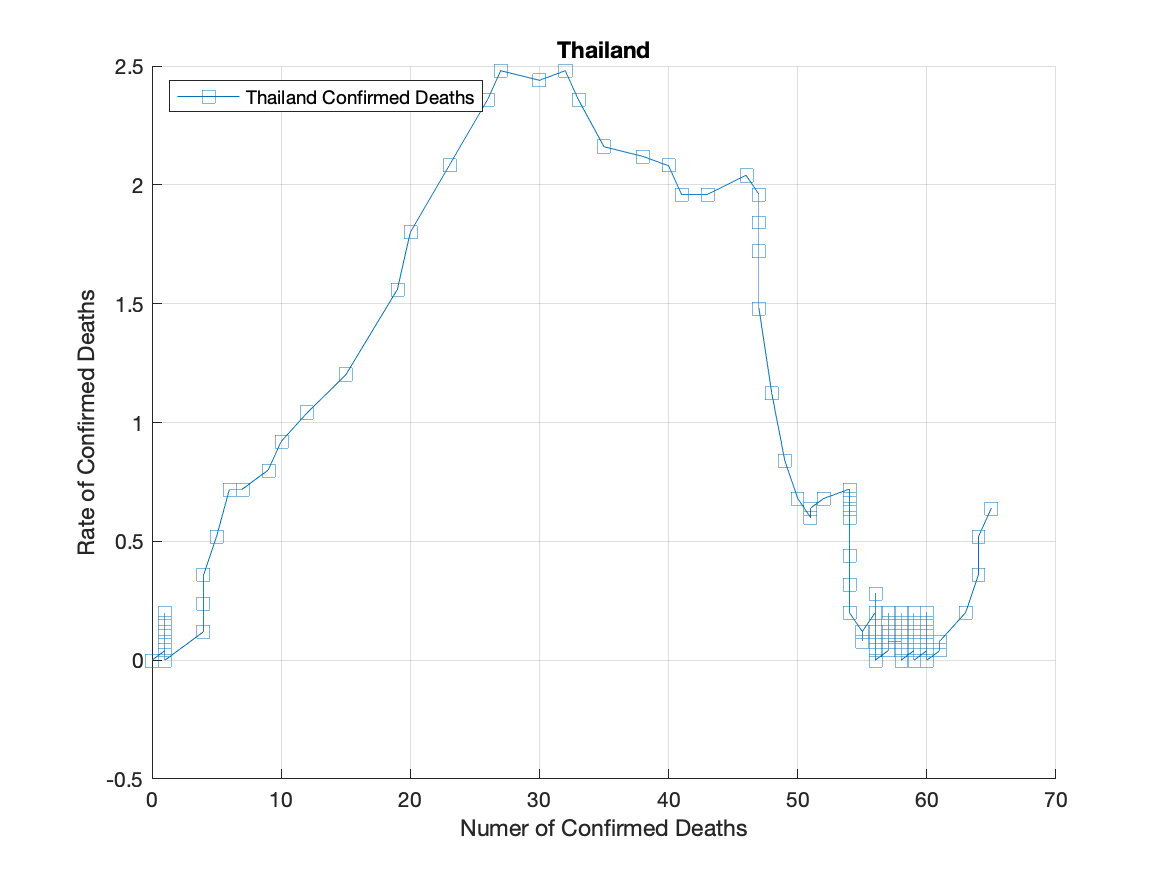 Thailand
Thailand Confirmed Deaths
2.5
2
1.5
1
0.5
0
-0.5
Rate of Confirmed Deaths
0 10 20 30 40 50 60 70
Numer of Confirmed Deaths